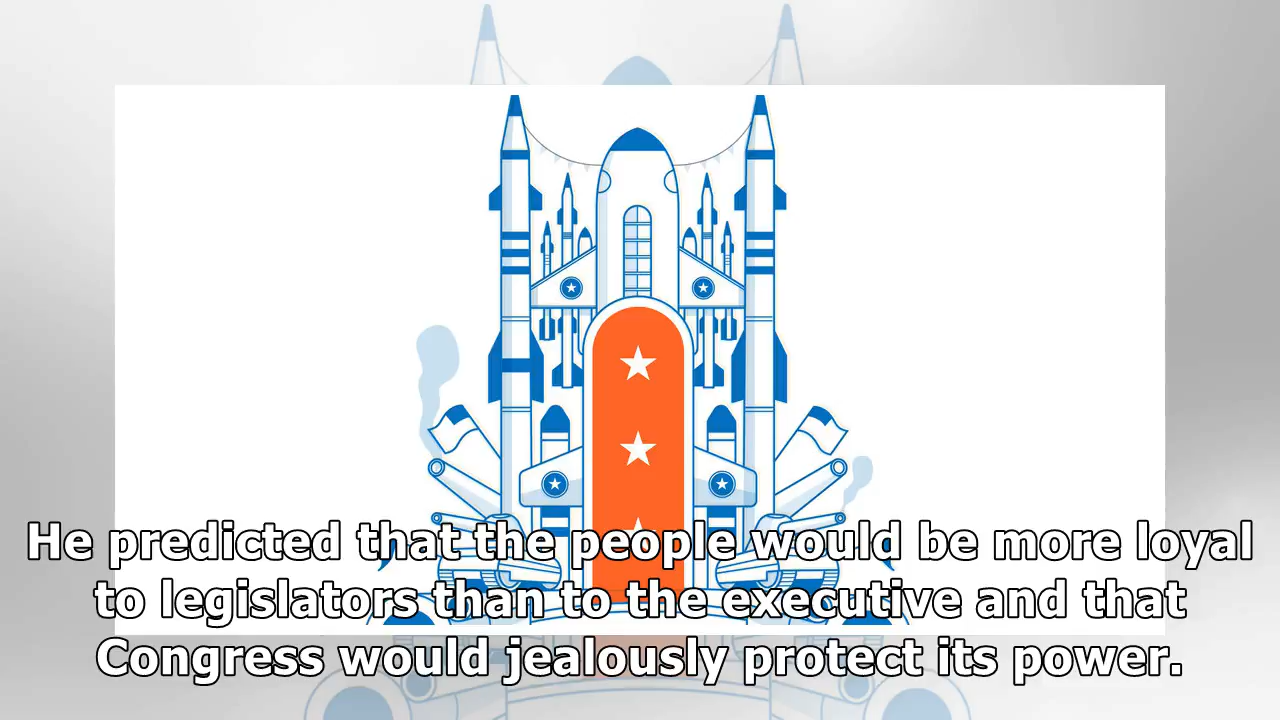 He predicted that the people would be more loyal
to legislators than to the executive and that
Congress would jealously protect its power.